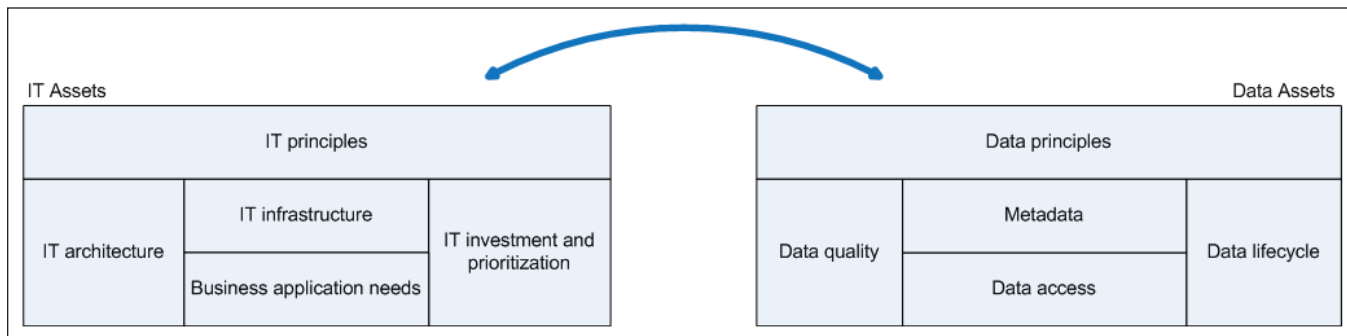 IT Assets
Data Assets
IT principles
Data principles
IT architecture
IT infrastructure
Business application needs
IT investment and
prioritization
Data quality
Metadata
Data access
Data lifecycle